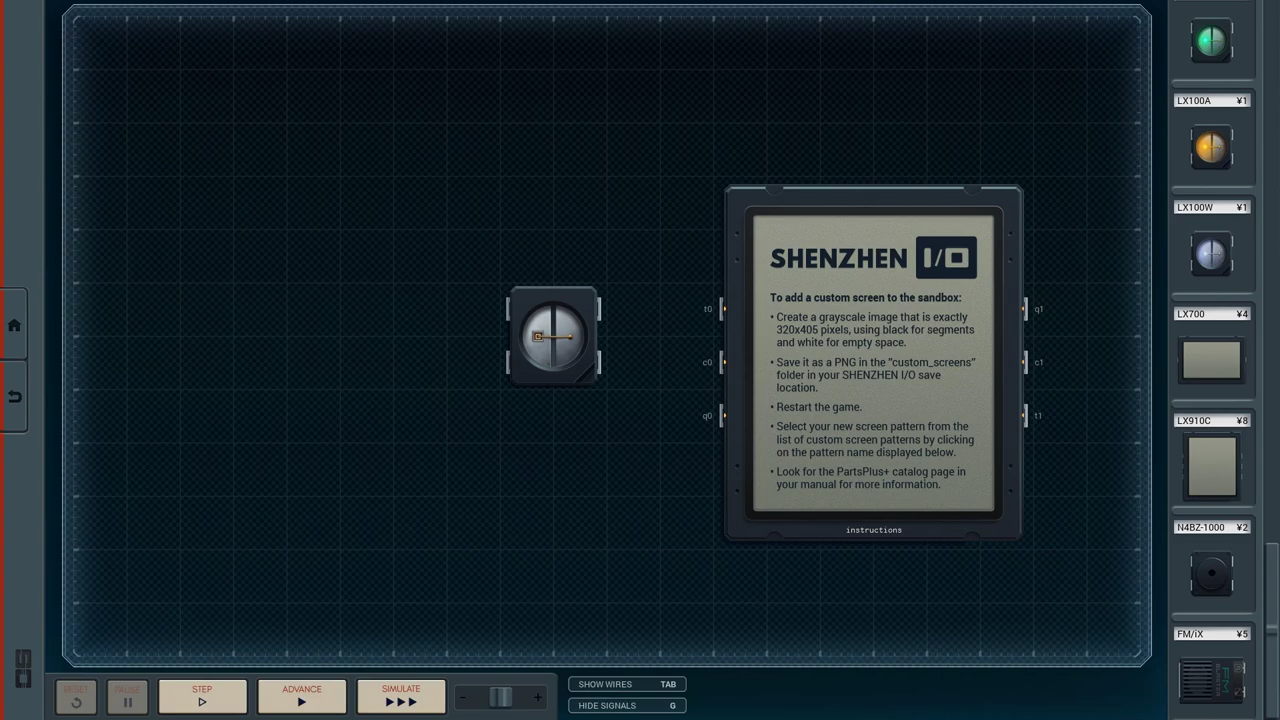 LX100A ¥1
LX100W ¥1
SHENZHEN I/O
To add a custom screen to the sandbox:
• Create a grayscale image that is exactly
320x405 pixels, using black for segments
and white for empty space.
• Save it as a PNG in the "custom_screens"
folder in your SHENZHEN I/O save
location.
• Restart the game.
• Select your new screen pattern from the
list of custom screen patterns by clicking
on the pattern name displayed below.
• Look for the PartsPlus+ catalog page in
your manual for more information.
instructions
t0
c0
q0
q1
c1
t1
LX700 ¥4
LX910C ¥8
N4BZ-1000 ¥2
FM/iX ¥5
RESET
PAUSE
STEP
ADVANCE
SIMULATE
- +
SHOW WIRES TAB
HIDE SIGNALS G